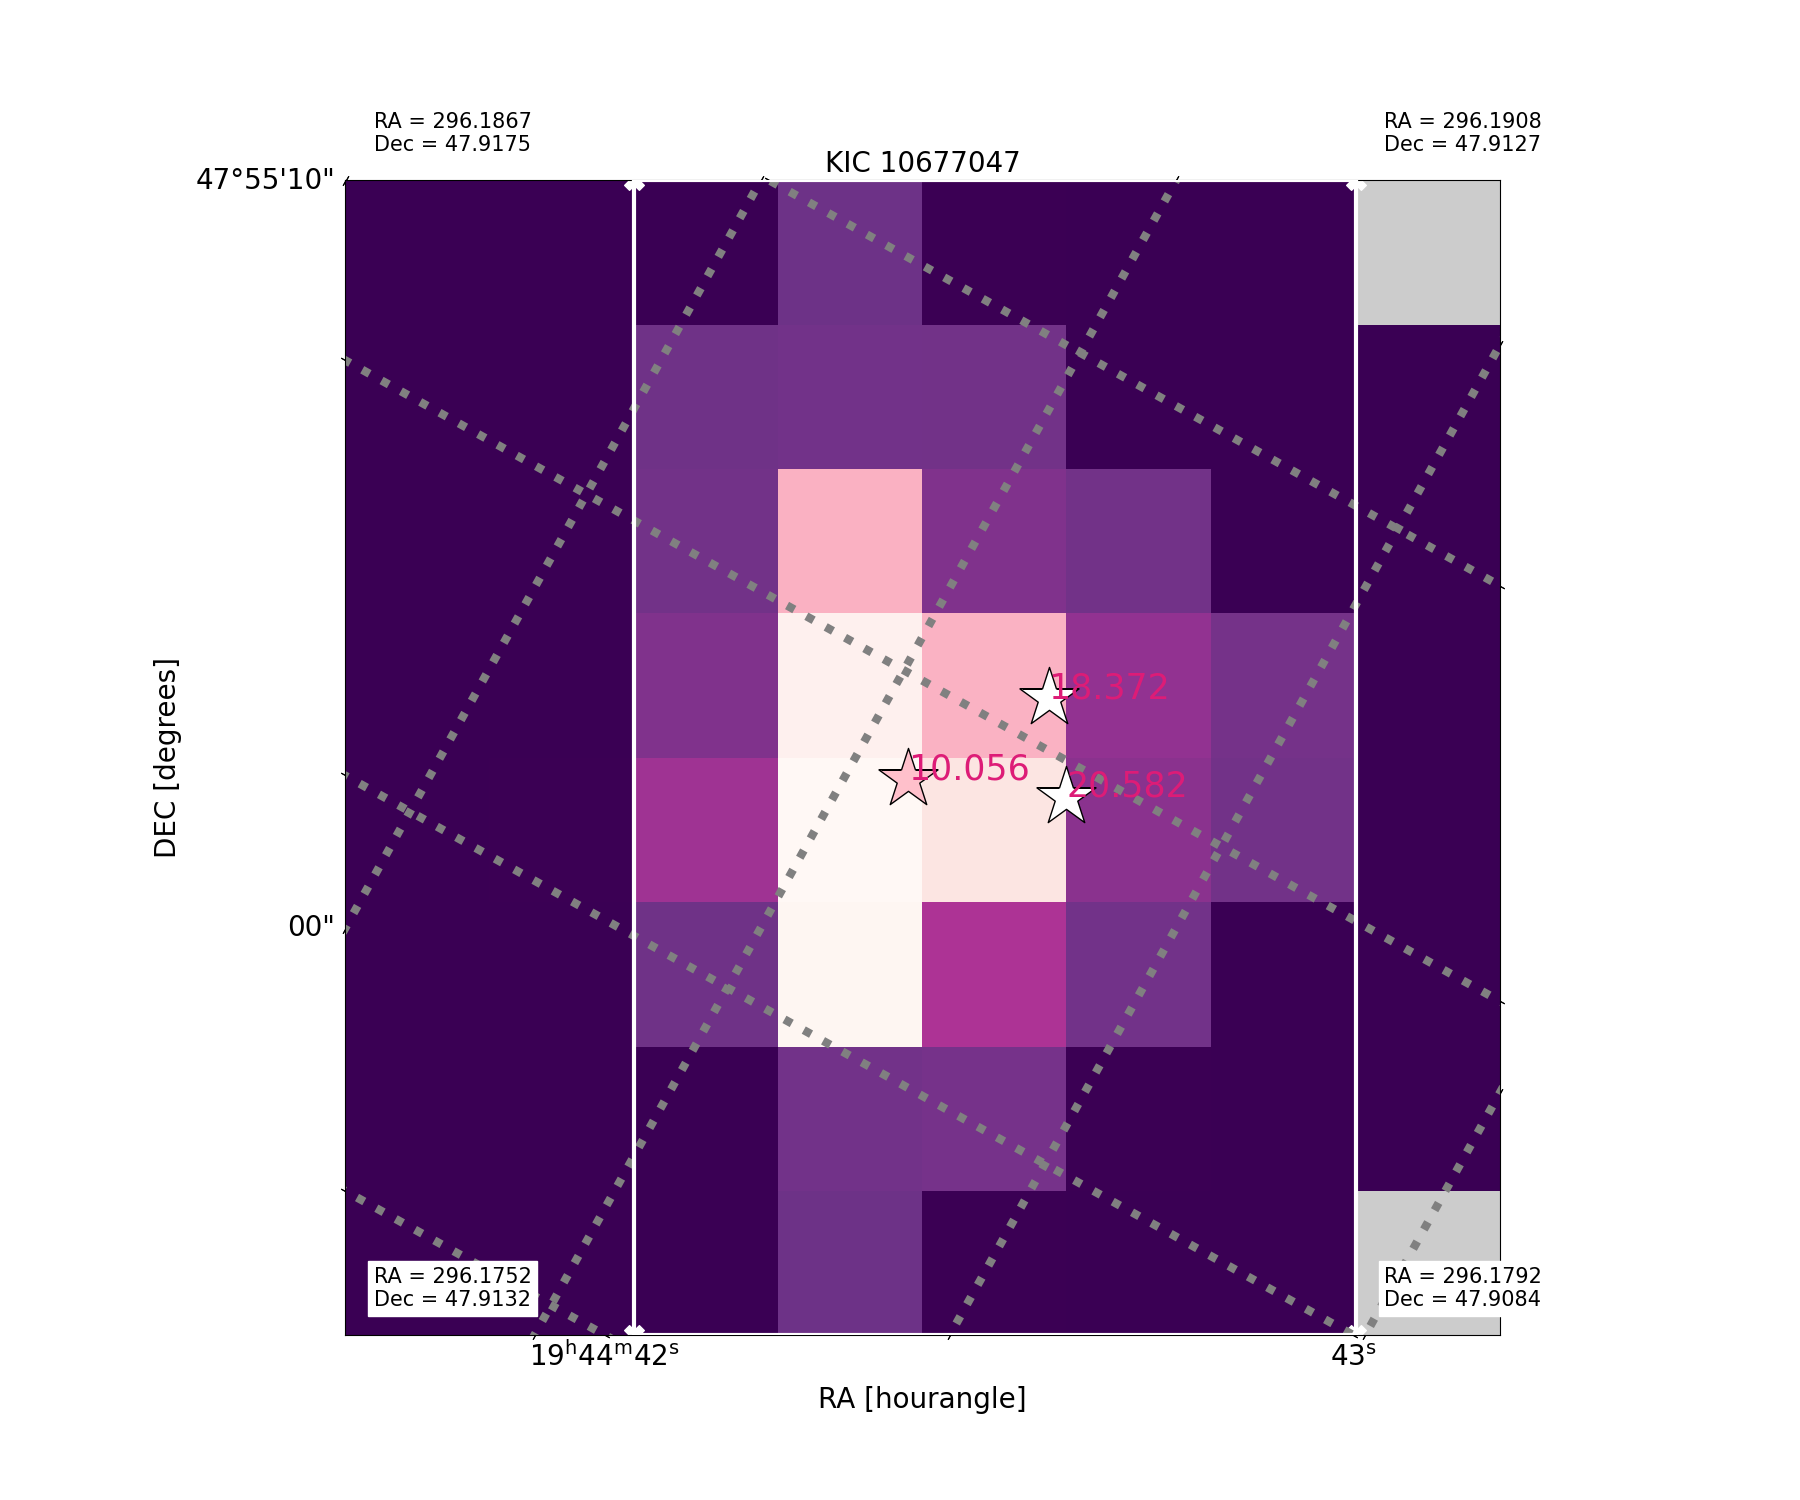 RA = 296.1867
Dec = 47.9175
RA = 296.1908
Dec = 47.9127
KIC 10677047
47°55'10"
18.372
10.056
20.582
DEC [degrees]
00"
RA = 296.1752
Dec = 47.9132
RA = 296.1792
Dec = 47.9084
19ʰ44ᵐ42ˢ
43ˢ
RA [hourangle]